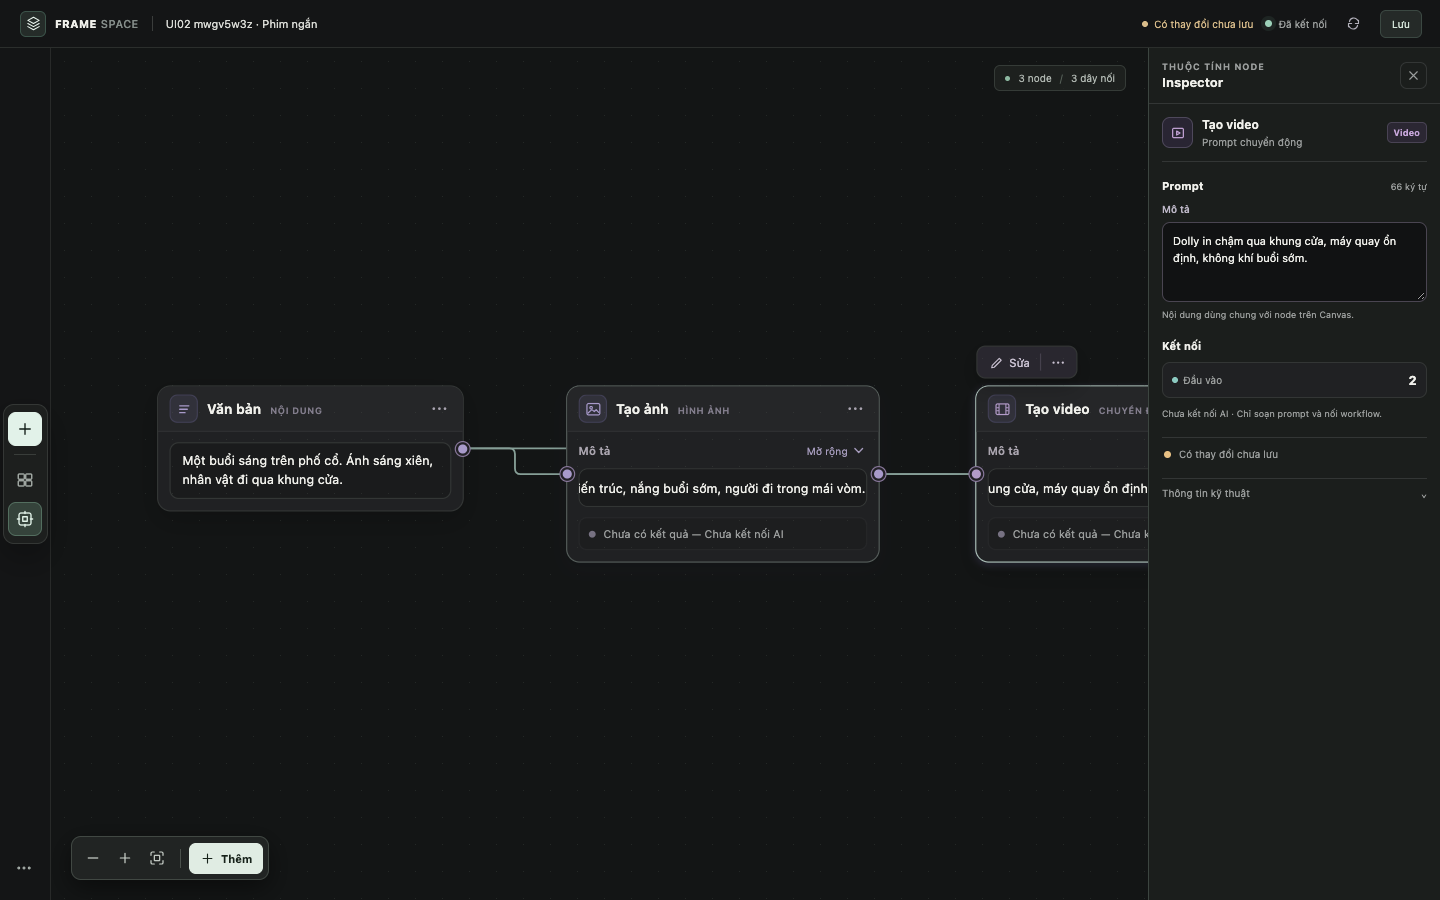 FRAME SPACE
UI02 mwgv5w3z · Phim ngắn
Có thay đổi chưa lưu
Đã kết nối
Lưu
3 node / 3 dây nối
THUỘC TÍNH NODE
Inspector
Tạo video
Prompt chuyển động
Video
Prompt
66 ký tự
Mô tả
Dolly in chậm qua khung cửa, máy quay ổn
định, không khí buổi sớm.
Nội dung dùng chung với node trên Canvas.
Kết nối
Đầu vào
2
Chưa kết nối AI · Chỉ soạn prompt và nối workflow.
Có thay đổi chưa lưu
Thông tin kỹ thuật
Sửa
Văn bản NỘI DUNG
Một buổi sáng trên phố cổ. Ánh sáng xiên,
nhân vật đi qua khung cửa.
Tạo ảnh HÌNH ẢNH
Mô tả
Mở rộng
iến trúc, nắng buổi sớm, người đi trong mái vòm.
Chưa có kết quả — Chưa kết nối AI
Tạo video CHUYỂN
Mô tả
ung cửa, máy quay ổn định
Chưa có kết quả — Chưa k
Thêm